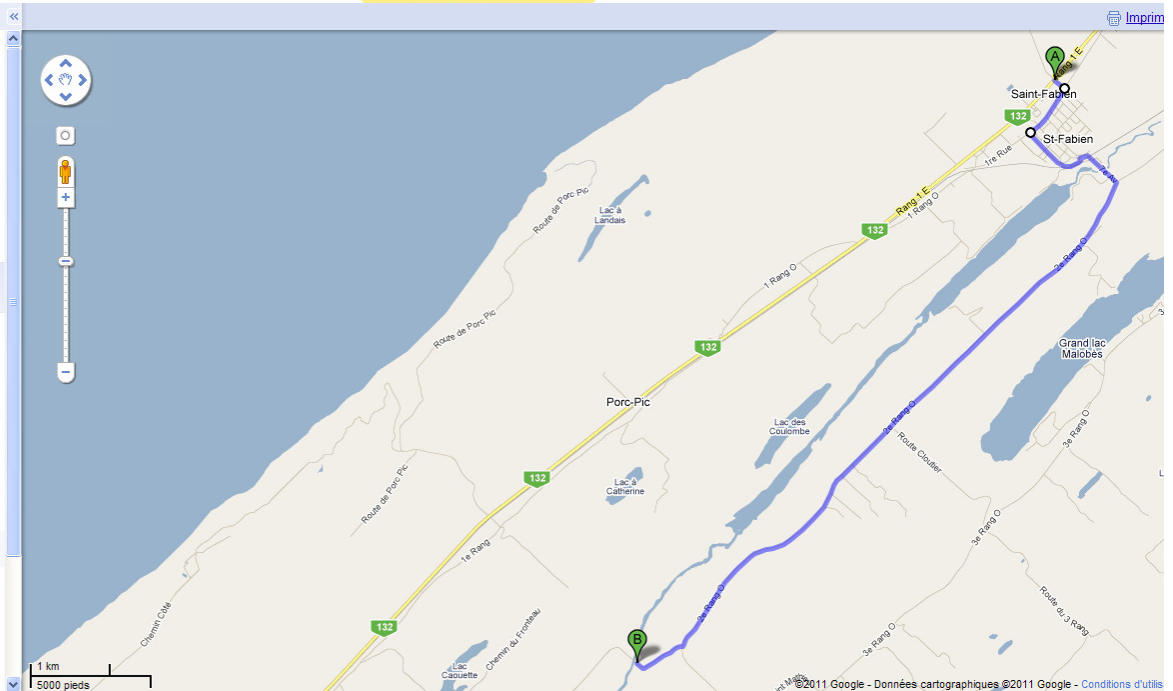 «
Imprim
A
Rang 1 E
Saint-Fabien
132
St-Fabien
1re Rue
7e Av
Route de Porc Pic
Lac à
Landais
Rang 1 E
1 Rang O
132
2e Rang O
1 Rang O
Route de Porc Pic
132
Grand lac
Malobès
Porc-Pic
2e Rang O
Lac des
Coulombe
3e Rang O
Route Cloutier
132
Lac à
Catherine
Route de Porc Pic
3e Rang O
1e Rang
2e Rang O
Route du 3 Rang
Chemin Côté
132
Chemin du Fronteau
3e Rang O
B
Lac
Caouette
1 km
5000 pieds
©2011 Google - Données cartographiques ©2011 Google - Conditions d'utilis